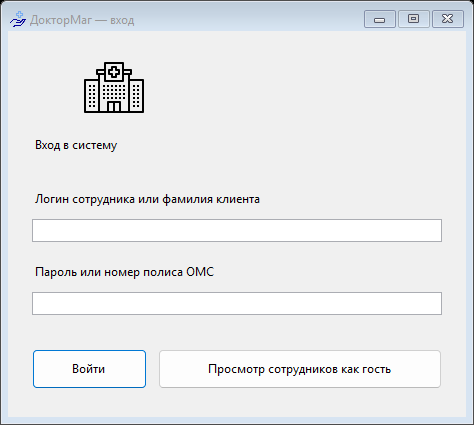 ДокторМаг — вход
Вход в систему
Логин сотрудника или фамилия клиента
Пароль или номер полиса ОМС
Войти
Просмотр сотрудников как гость